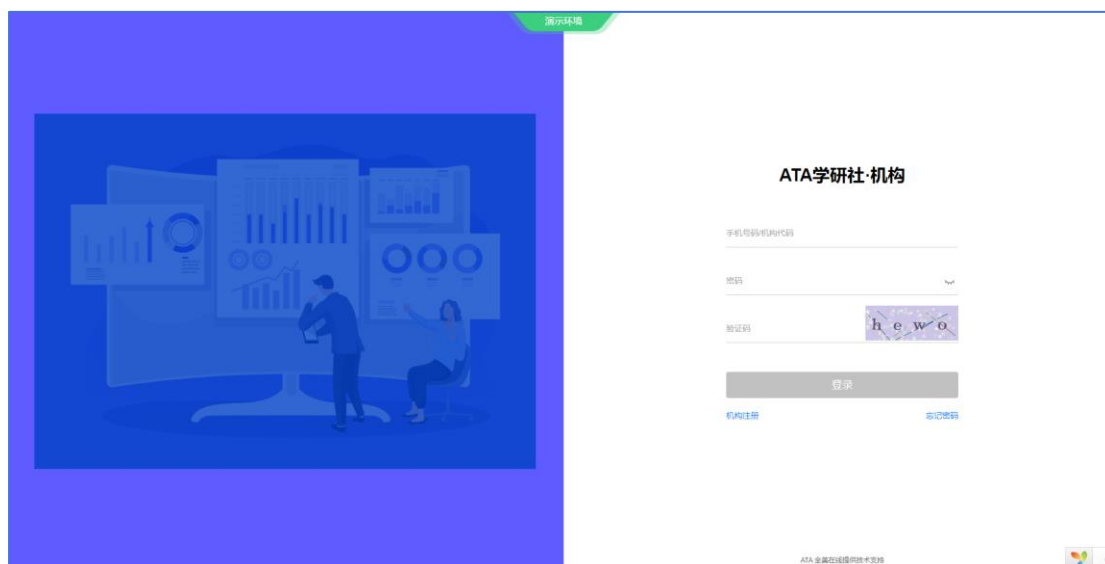 演示环境
ATA学研社·机构
手机号码/机构代码
密码
验证码
h e w o
登录
机构注册
忘记密码
ATA 全美在线提供技术支持